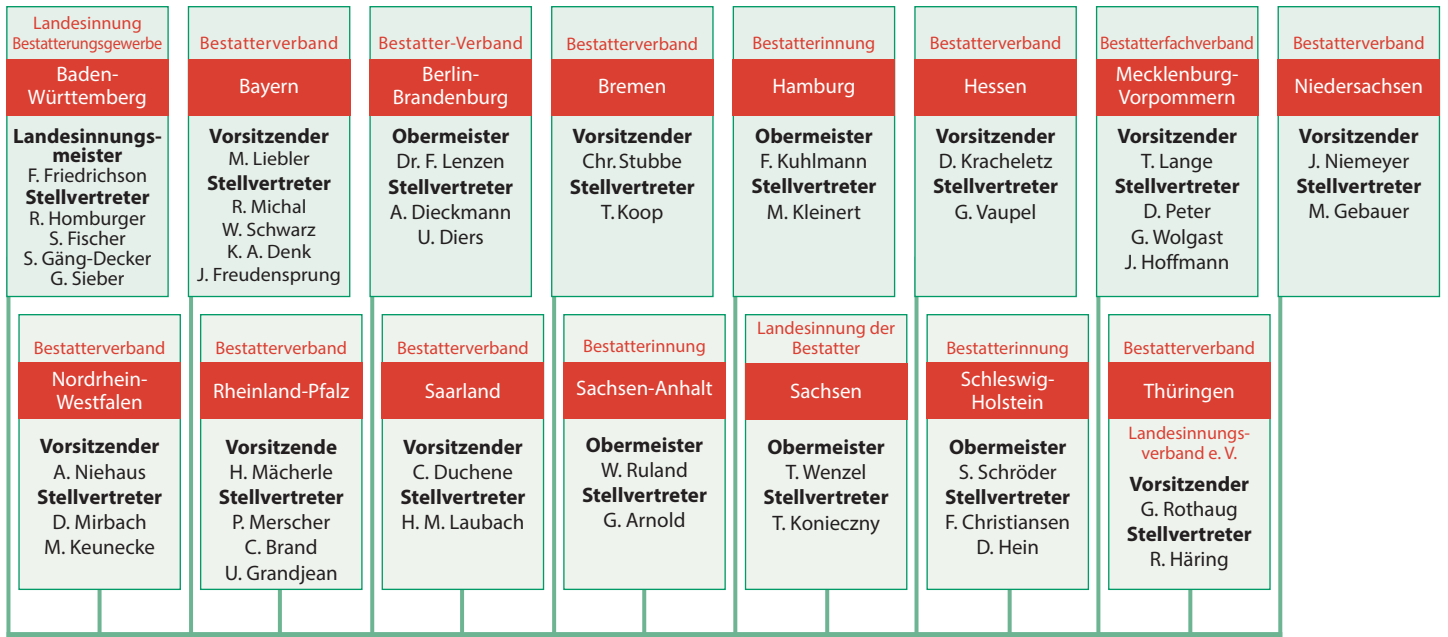 Landesinnung
Bestatterungsgewerbe
Baden-
Württemberg
Landesinnungs-
meister
F. Friedrichson
Stellvertreter
R. Homburger
S. Fischer
S. Gäng-Decker
G. Sieber
Bestatterverband
Bayern
Vorsitzender
M. Liebler
Stellvertreter
R. Michal
W. Schwarz
K. A. Denk
J. Freudensprung
Bestatter-Verband
Berlin-
Brandenburg
Obermeister
Dr. F. Lenzen
Stellvertreter
A. Dieckmann
U. Diers
Bestatterverband
Bremen
Vorsitzender
Chr. Stubbe
Stellvertreter
T. Koop
Bestatterinnung
Hamburg
Obermeister
F. Kuhlmann
Stellvertreter
M. Kleinert
Bestatterverband
Hessen
Vorsitzender
D. Kracheletz
Stellvertreter
G. Vaupel
Bestatterfachverband
Mecklenburg-
Vorpommern
Vorsitzender
T. Lange
Stellvertreter
D. Peter
G. Wolgast
J. Hoffmann
Bestatterverband
Niedersachsen
Vorsitzender
J. Niemeyer
Stellvertreter
M. Gebauer
Bestatterverband
Nordrhein-
Westfalen
Vorsitzender
A. Niehaus
Stellvertreter
D. Mirbach
M. Keunecke
Bestatterverband
Rheinland-Pfalz
Vorsitzende
H. Mächerle
Stellvertreter
P. Merscher
C. Brand
U. Grandjean
Bestatterverband
Saarland
Vorsitzender
C. Duchene
Stellvertreter
H. M. Laubach
Bestatterinnung
Sachsen-Anhalt
Obermeister
W. Ruland
Stellvertreter
G. Arnold
Landesinnung der
Bestatter
Sachsen
Obermeister
T. Wenzel
Stellvertreter
T. Konieczny
Bestatterinnung
Schleswig-
Holstein
Obermeister
S. Schröder
Stellvertreter
F. Christiansen
D. Hein
Bestatterverband
Thüringen
Landesinnungs-
verband e. V.
Vorsitzender
G. Rothaug
Stellvertreter
R. Häring